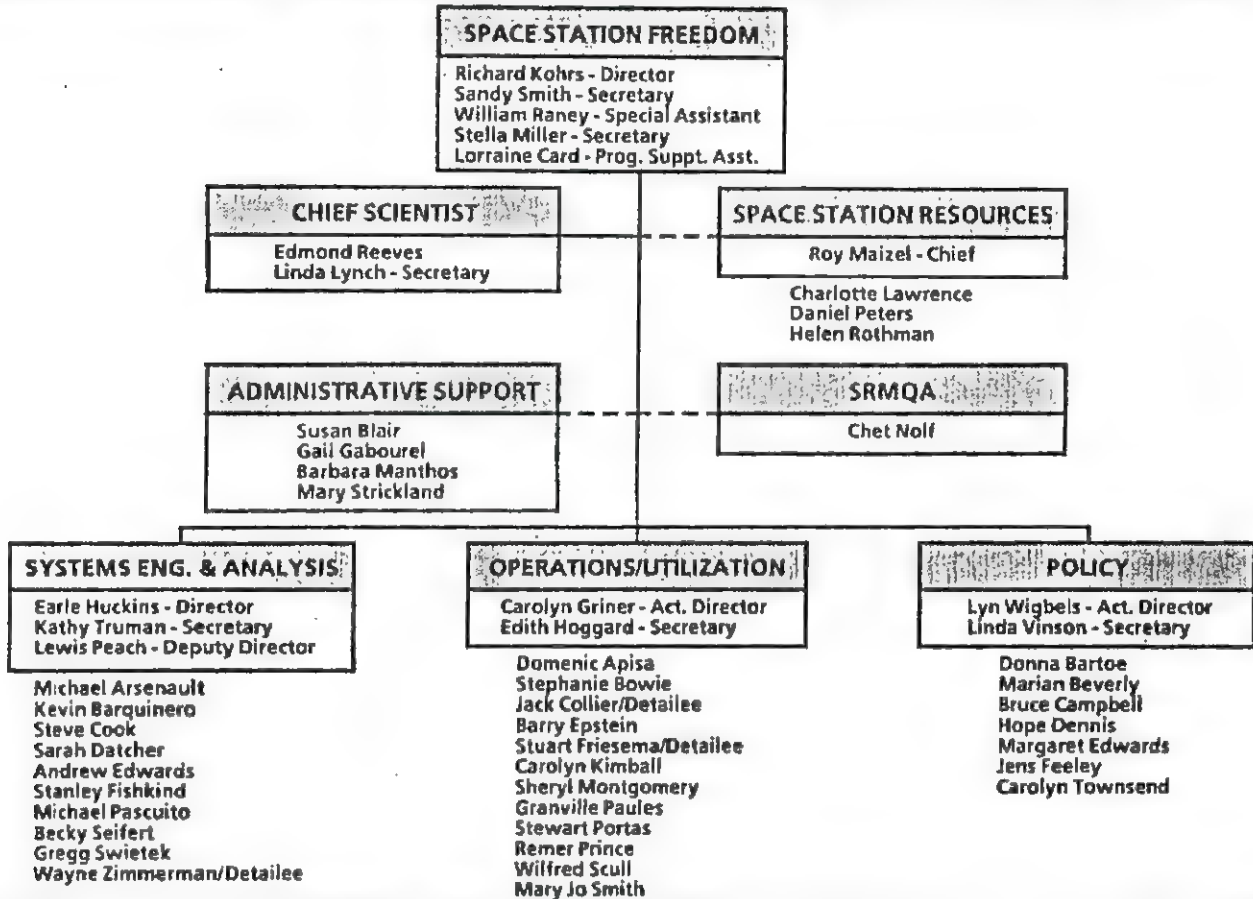 SPACE STATION FREEDOM
Richard Kohrs - Director
Sandy Smith - Secretary
William Raney - Special Assistant
Stella Miller - Secretary
Lorraine Card - Prog. Suppt. Asst.
CHIEF SCIENTIST
Edmond Reeves
Linda Lynch - Secretary
SPACE STATION RESOURCES
Roy Maizel - Chief
Charlotte Lawrence
Daniel Peters
Helen Rothman
ADMINISTRATIVE SUPPORT
Susan Blair
Gail Gabourel
Barbara Manthos
Mary Strickland
SRMQA
Chet Nolf
SYSTEMS ENG. & ANALYSIS
Earle Huckins - Director
Kathy Truman - Secretary
Lewis Peach - Deputy Director
Michael Arsenault
Kevin Barquinero
Steve Cook
Sarah Datcher
Andrew Edwards
Stanley Fishkind
Michael Pascuito
Becky Seifert
Gregg Swietek
Wayne Zimmerman/Detailee
OPERATIONS/UTILIZATION
Carolyn Griner - Act. Director
Edith Hoggard - Secretary
Domenic Apisa
Stephanie Bowie
Jack Collier/Detailee
Barry Epstein
Stuart Friesema/Detailee
Carolyn Kimball
Sheryl Montgomery
Granville Paules
Stewart Portas
Remer Prince
Wilfred Scull
Mary Jo Smith
POLICY
Lyn Wigbels - Act. Director
Linda Vinson - Secretary
Donna Bartoe
Marian Beverly
Bruce Campbell
Hope Dennis
Margaret Edwards
Jens Feeley
Carolyn Townsend